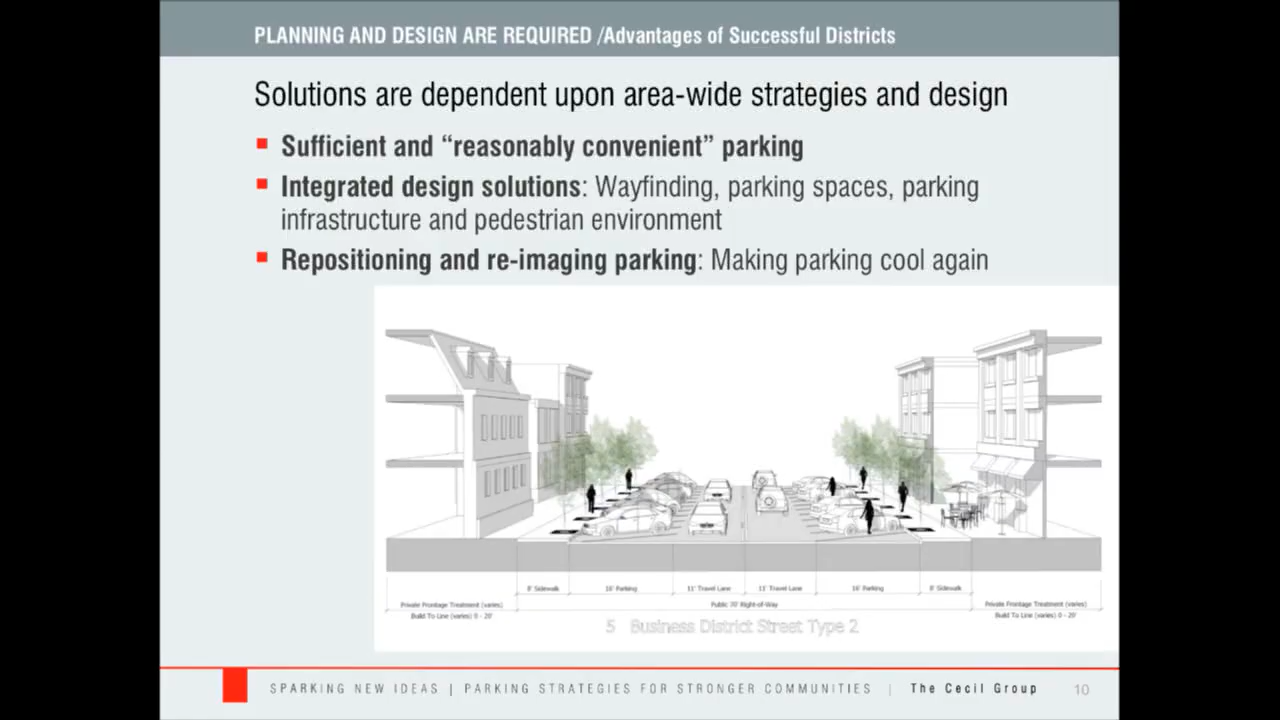 PLANNING AND DESIGN ARE REQUIRED /Advantages of Successful Districts
Solutions are dependent upon area-wide strategies and design
Sufficient and “reasonably convenient” parking
Integrated design solutions: Wayfinding, parking spaces, parking
infrastructure and pedestrian environment
Repositioning and re-imaging parking: Making parking cool again
8' Sidewalk 16' Parking 11' Travel Lane 11' Travel Lane 16' Parking 8' Sidewalk
Private Frontage Treatment (varies) Public 70' Right-of-Way Private Frontage Treatment (varies)
Build To Line (varies) 0 - 20' Build To Line (varies) 0 - 20'
5 Business District Street Type 2
SPARKING NEW IDEAS | PARKING STRATEGIES FOR STRONGER COMMUNITIES | The Cecil Group 10